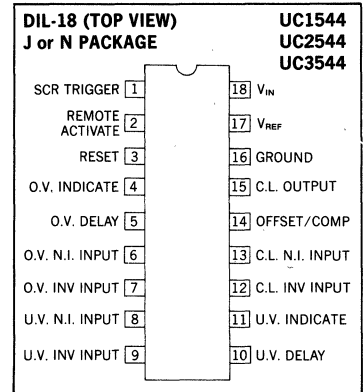 DIL-18 (TOP VIEW) UC1544
J or N PACKAGE UC2544
UC3544
SCR TRIGGER 1 18 VIN
REMOTE
ACTIVATE 2 17 VREF
RESET 3 16 GROUND
O.V. INDICATE 4 15 C.L. OUTPUT
O.V. DELAY 5 14 OFFSET/COMP
O.V. N.I. INPUT 6 13 C.L. N.I. INPUT
O.V. INV INPUT 7 12 C.L. INV INPUT
U.V. N.I. INPUT 8 11 U.V. INDICATE
U.V. INV INPUT 9 10 U.V. DELAY